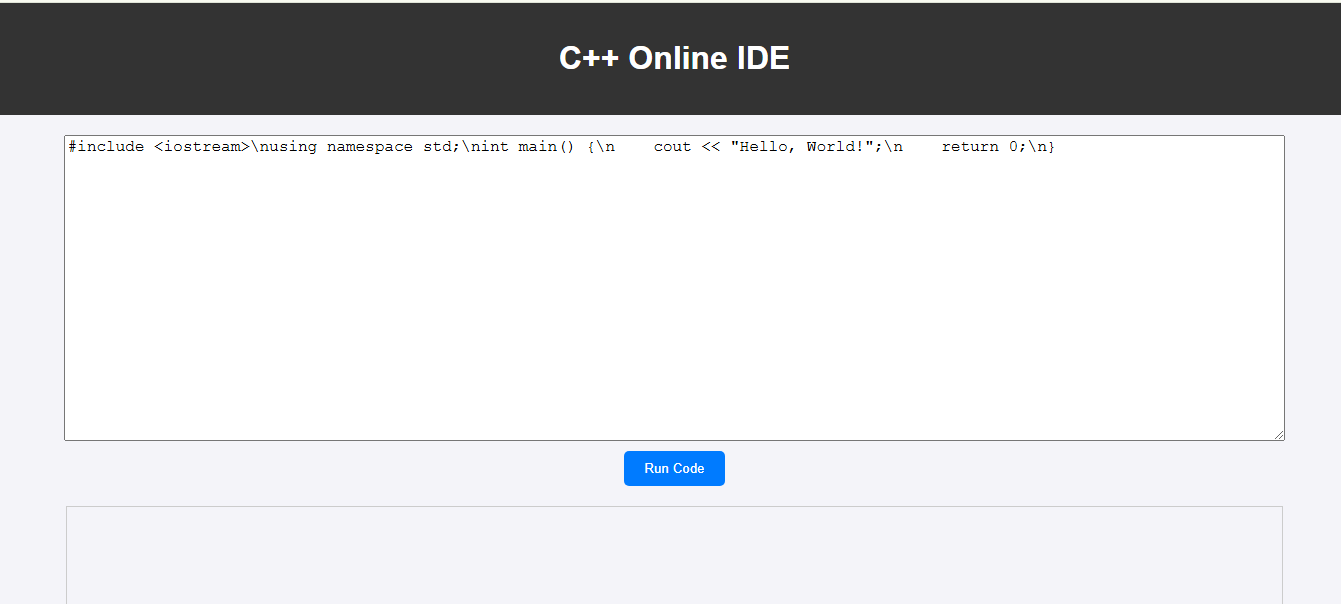 C++ Online IDE
#include <iostream>\nusing namespace std;\nint main() {\n    cout << "Hello, World!";\n    return 0;\n}
Run Code